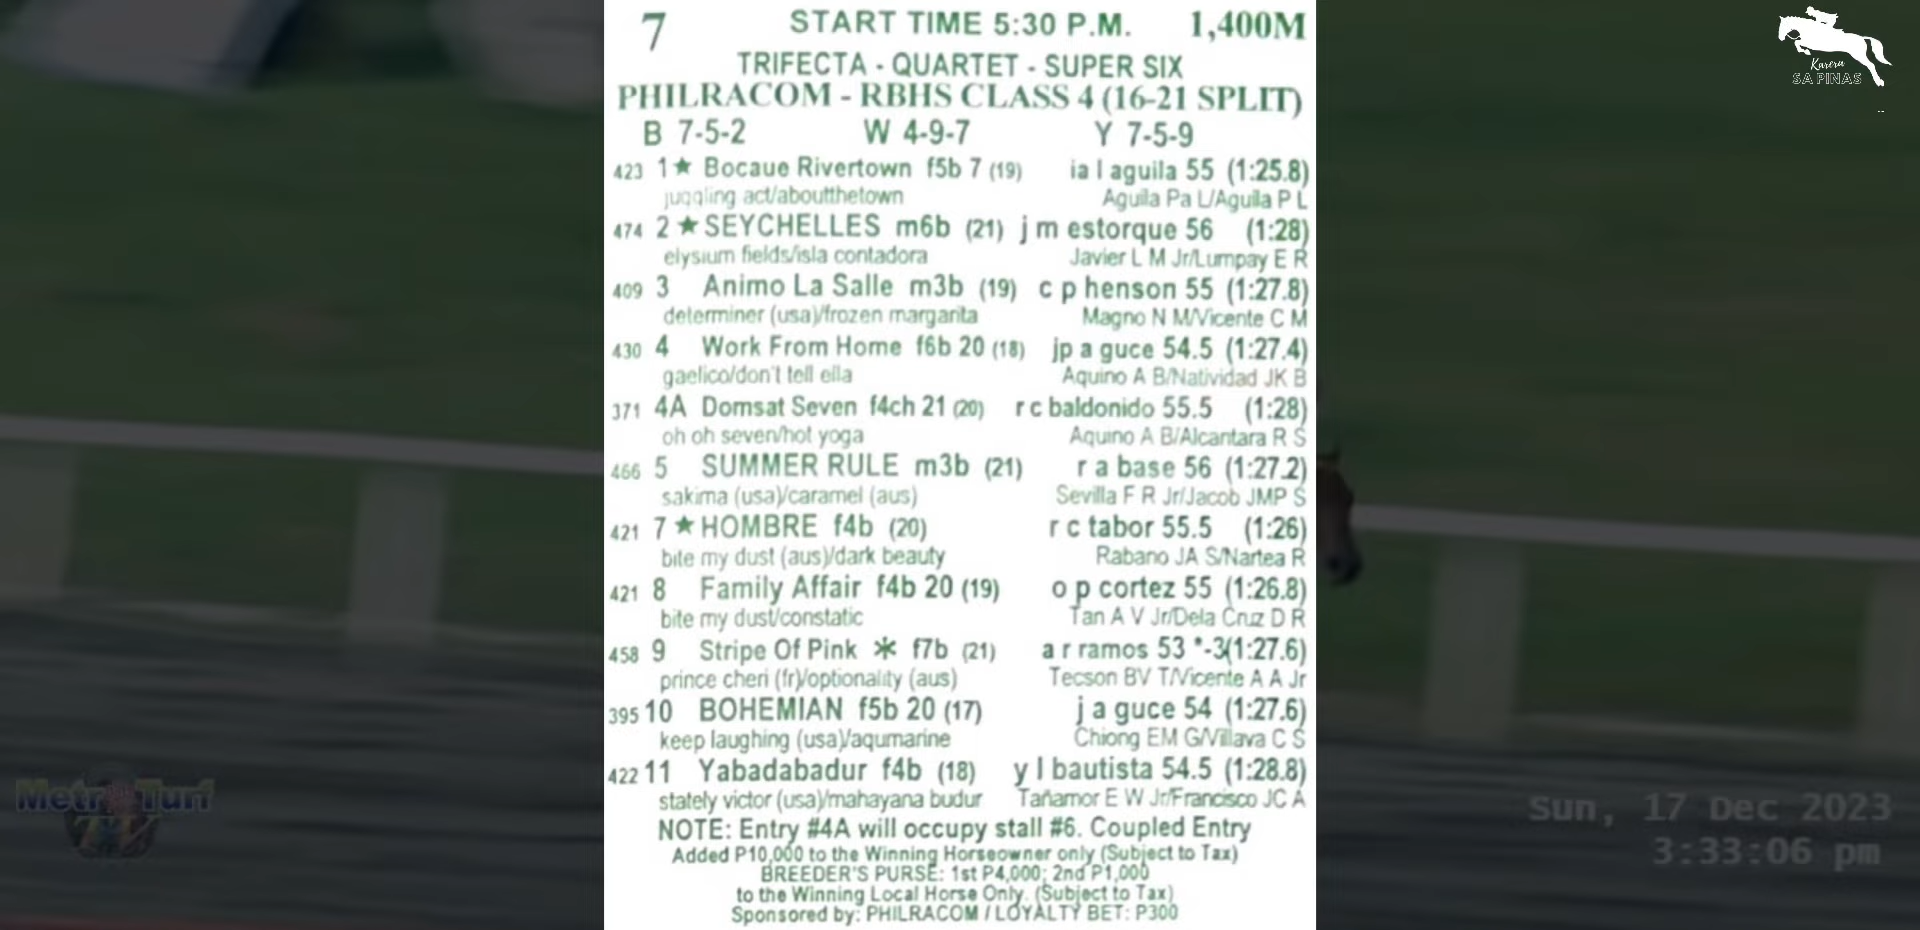 7 START TIME 5:30 P.M. 1,400M
TRIFECTA - QUARTET - SUPER SIX
PHILRACOM - RBHS CLASS 4 (16-21 SPLIT)
B 7-5-2 W 4-9-7 Y 7-5-9
423 1★ Bocaue Rivertown f5b 7 (19) ia l aguila 55 (1:25.8)
juggling act/aboutthetown Aguila Pa L/Aguila P L
474 2 ★ SEYCHELLES m6b (21) j m estorque 56 (1:28)
elysium fields/isla contadora Javier L M Jr/Lumpay E R
409 3 Animo La Salle m3b (19) c p henson 55 (1:27.8)
determiner (usa)/frozen margarita Magno N M/Vicente C M
430 4 Work From Home f6b 20 (18) jp a guce 54.5 (1:27.4)
gaelico/don't tell ella Aquino A B/Natividad JK B
371 4A Domsat Seven f4ch 21 (20) r c baldonido 55.5 (1:28)
oh oh seven/hot yoga Aquino A B/Alcantara R S
466 5 SUMMER RULE m3b (21) r a base 56 (1:27.2)
sakima (usa)/caramel (aus) Sevilla F R Jr/Jacob JMP S
421 7 ★ HOMBRE f4b (20) r c tabor 55.5 (1:26)
bite my dust (aus)/dark beauty Rabano JA S/Nartea R
421 8 Family Affair f4b 20 (19) o p cortez 55 (1:26.8)
bite my dust/constatic Tan A V Jr/Dela Cruz D R
458 9 Stripe Of Pink * f7b (21) a r ramos 53 *-3(1:27.6)
prince cheri (fr)/optionality (aus) Tecson BV T/Vicente A A Jr
395 10 BOHEMIAN f5b 20 (17) j a guce 54 (1:27.6)
keep laughing (usa)/aqumarine Chiong EM G/Villava C S
422 11 Yabadabadur f4b (18) y l bautista 54.5 (1:28.8)
stately victor (usa)/mahayana budur Tañamor E W Jr/Francisco JC A
NOTE: Entry #4A will occupy stall #6. Coupled Entry
Added P10,000 to the Winning Horseowner only (Subject to Tax)
BREEDER'S PURSE: 1st P4,000; 2nd P1,000
to the Winning Local Horse Only. (Subject to Tax)
Sponsored by: PHILRACOM / LOYALTY BET: P300
Karera
SA PINAS
Metro Turf
TV
Sun, 17 Dec 2023
3:33:06 pm